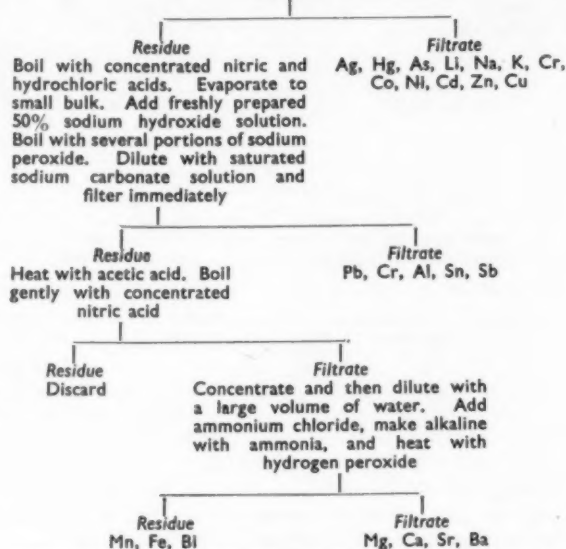 Residue
Boil with concentrated nitric and
hydrochloric acids. Evaporate to
small bulk. Add freshly prepared
50% sodium hydroxide solution.
Boil with several portions of sodium
peroxide. Dilute with saturated
sodium carbonate solution and
filter immediately
Filtrate
Ag, Hg, As, Li, Na, K, Cr,
Co, Ni, Cd, Zn, Cu
Residue
Heat with acetic acid. Boil
gently with concentrated
nitric acid
Filtrate
Pb, Cr, Al, Sn, Sb
Residue
Discard
Filtrate
Concentrate and then dilute with
a large volume of water. Add
ammonium chloride, make alkaline
with ammonia, and heat with
hydrogen peroxide
Residue
Mn, Fe, Bi
Filtrate
Mg, Ca, Sr, Ba